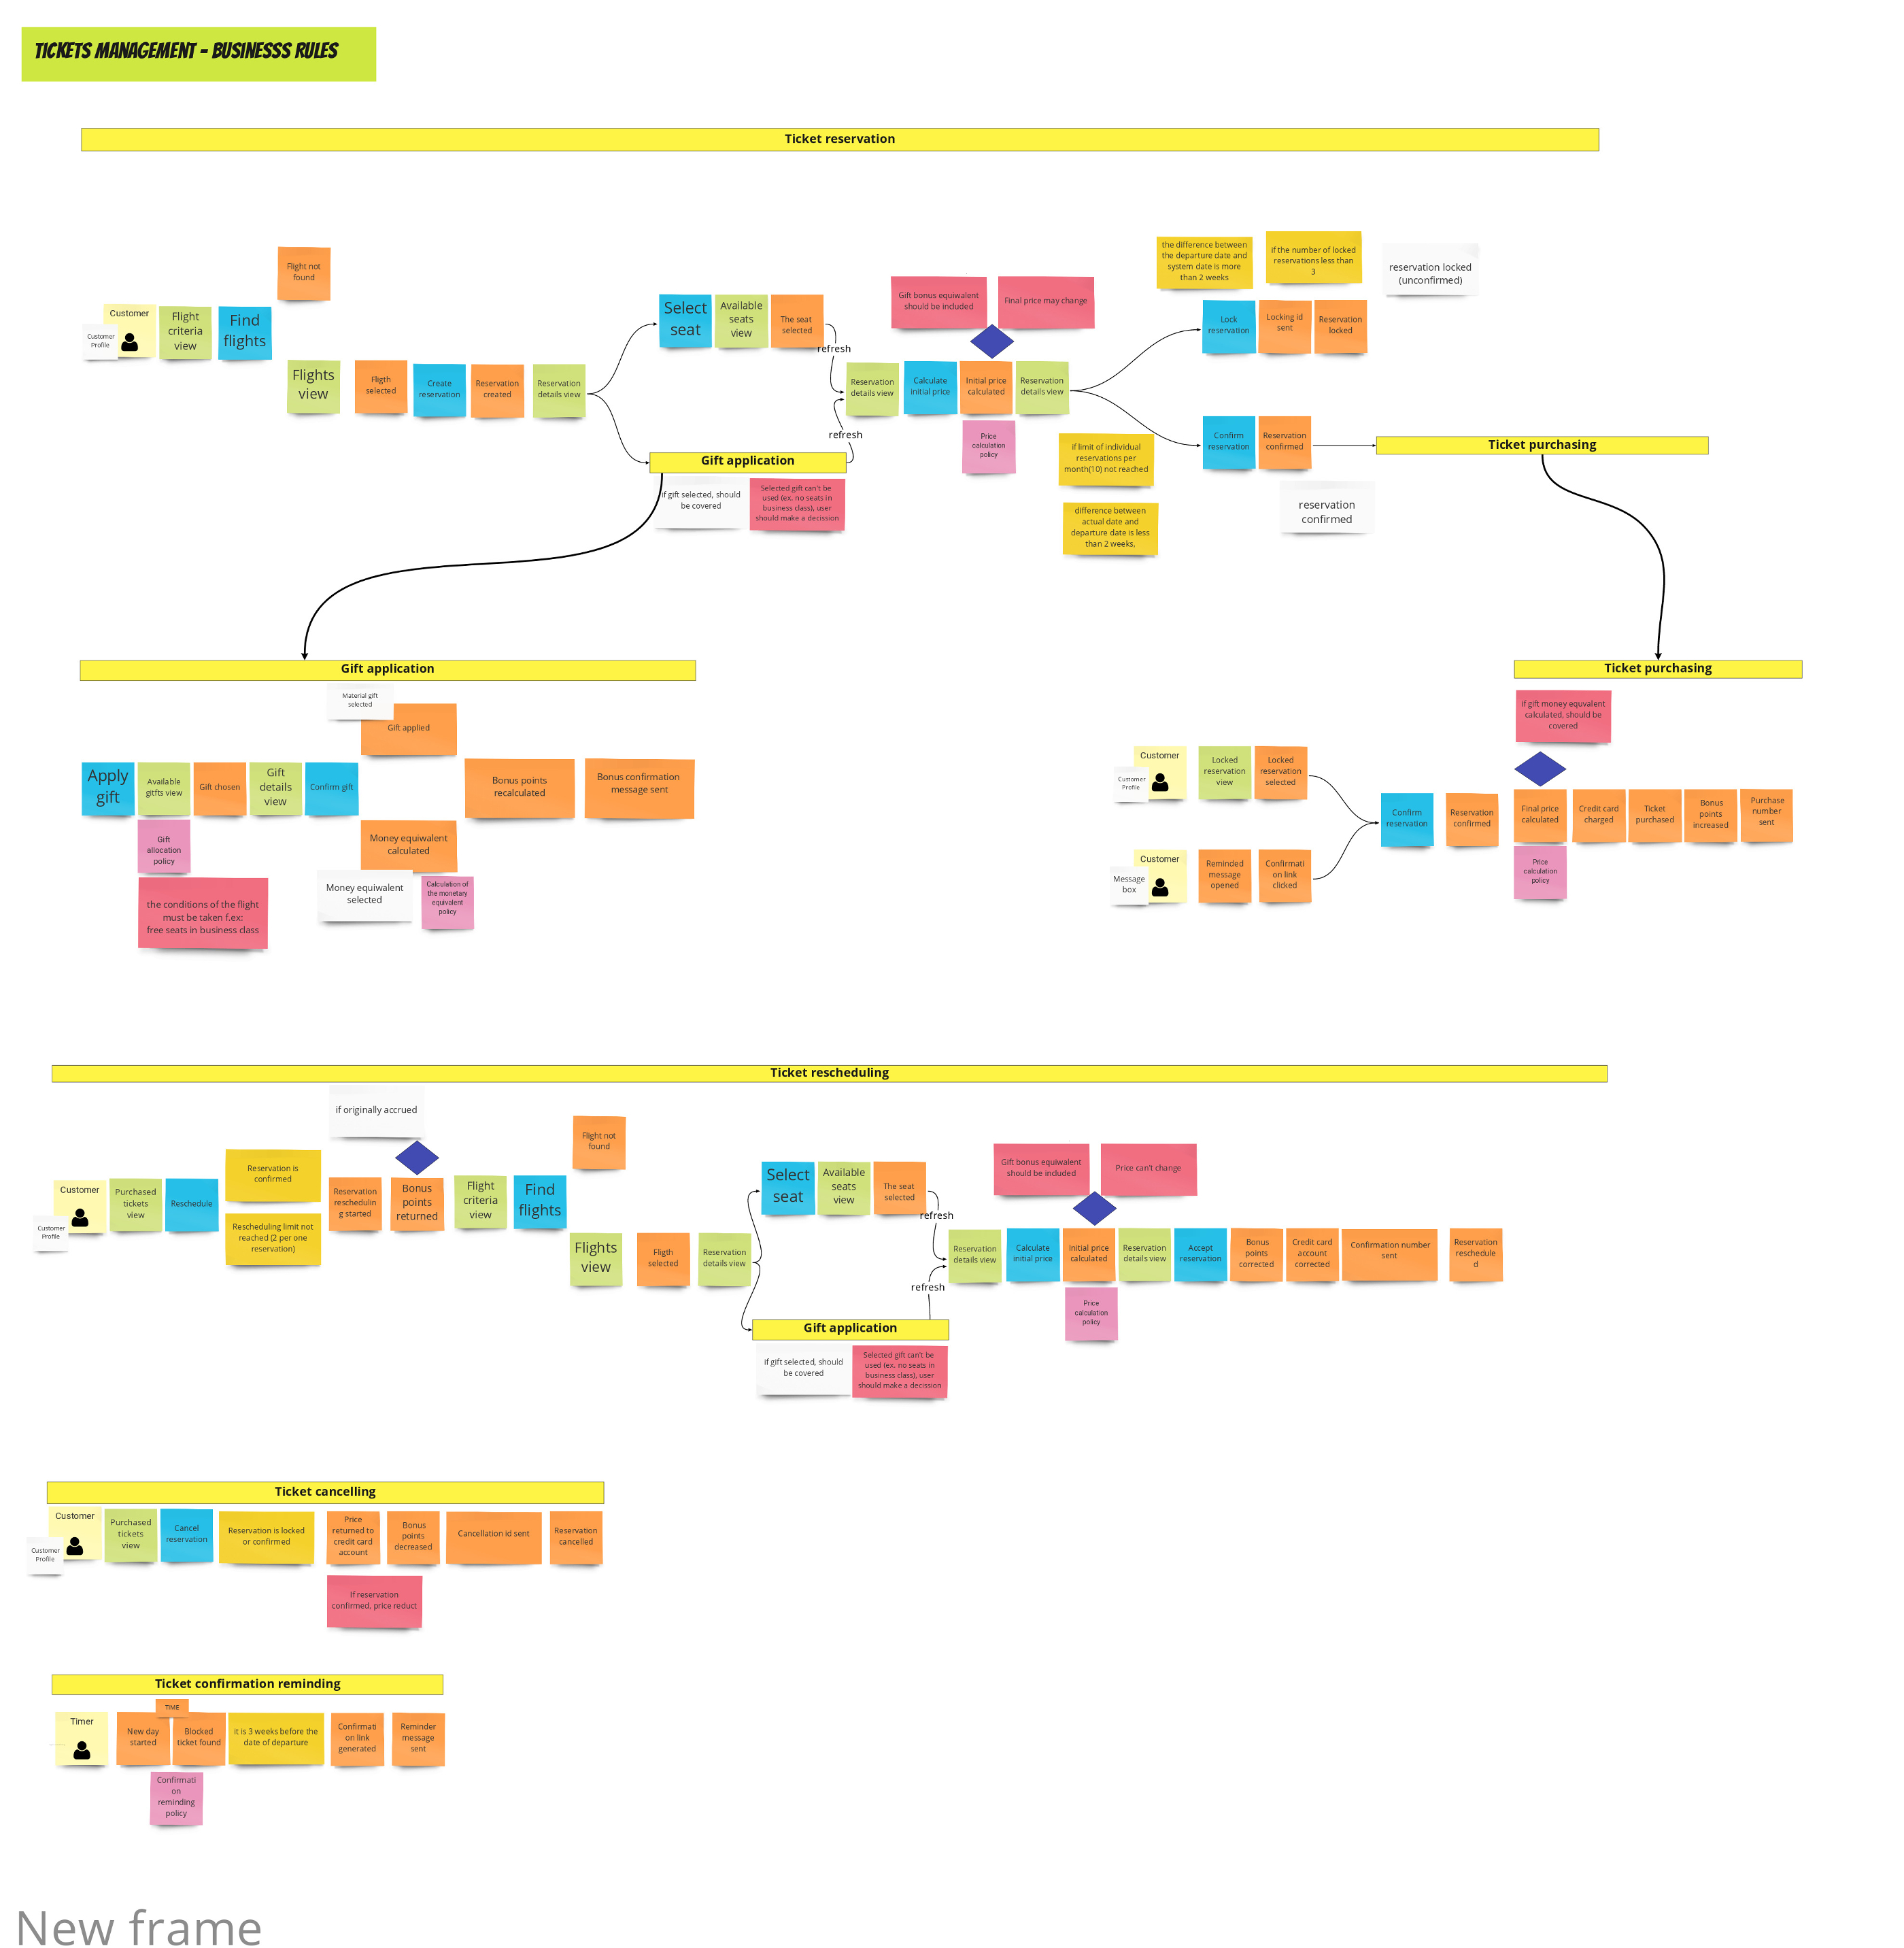 TICKETS MANAGEMENT - BUSINESSS RULES
Ticket reservation
Flight not
found
Customer
Customer
Profile
Flight
criteria
view
Find
flights
Flights
view
Fligth
selected
Create
reservation
Reservation
created
Reservation
details view
Select
seat
Available
seats
view
The seat
selected
refresh
refresh
Gift application
if gift selected, should
be covered
Selected gift can't be
used (ex. no seats in
business class), user
should make a decission
Gift bonus equivalent
should be included
Final price may change
Reservation
details view
Calculate
initial price
Initial price
calculated
Reservation
details view
Price
calculation
policy
the difference between
the departure date and
system date is more
than 2 weeks
if the number of locked
reservations less than
3
reservation locked
(unconfirmed)
Lock
reservation
Locking id
sent
Reservation
locked
if limit of individual
reservations per
month(10) not reached
difference between
actual date and
departure date is less
than 2 weeks,
Confirm
reservation
Reservation
confirmed
Ticket purchasing
reservation
confirmed
Gift application
Material gift
selected
Gift applied
Apply
gift
Available
gitfts view
Gift chosen
Gift
details
view
Confirm gift
Bonus points
recalculated
Bonus confirmation
message sent
Gift
allocation
policy
Money equivalent
calculated
the conditions of the flight
must be taken f.ex:
free seats in business class
Money equiwalent
selected
Calculation of
the monetary
equivalent
policy
Ticket purchasing
if gift money equvalent
calculated, should be
covered
Customer
Customer
Profile
Locked
reservation
view
Locked
reservation
selected
Customer
Message
box
Reminded
message
opened
Confirmati
on link
clicked
Confirm
reservation
Reservation
confirmed
Final price
calculated
Credit card
charged
Ticket
purchased
Bonus
points
increased
Purchase
number
sent
Price
calculation
policy
Ticket rescheduling
if originally accrued
Customer
Customer
Profile
Purchased
tickets
view
Reschedule
Reservation is
confirmed
Rescheduling limit not
reached (2 per one
reservation)
Reservation
reschedulin
g started
Bonus
points
returned
Flight
criteria
view
Find
flights
Flight not
found
Flights
view
Fligth
selected
Reservation
details view
Select
seat
Available
seats
view
The seat
selected
refresh
refresh
Gift application
if gift selected, should
be covered
Selected gift can't be
used (ex. no seats in
business class), user
should make a decission
Gift bonus equiwalent
should be included
Price can't change
Reservation
details view
Calculate
initial price
Initial price
calculated
Reservation
details view
Accept
reservation
Bonus
points
corrected
Credit card
account
corrected
Confirmation number
sent
Reservation
reschedule
d
Price
calculation
policy
Ticket cancelling
Customer
Customer
Profile
Purchased
tickets
view
Cancel
reservation
Reservation is locked
or confirmed
Price
returned to
credit card
account
Bonus
points
decreased
Cancellation id sent
Reservation
cancelled
If reservation
confirmed, price reduct
Ticket confirmation reminding
TIME
Timer
New day
started
Blocked
ticket found
it is 3 weeks before the
date of departure
Confirmati
on link
generated
Reminder
message
sent
Confirmati
on
reminding
policy
New frame